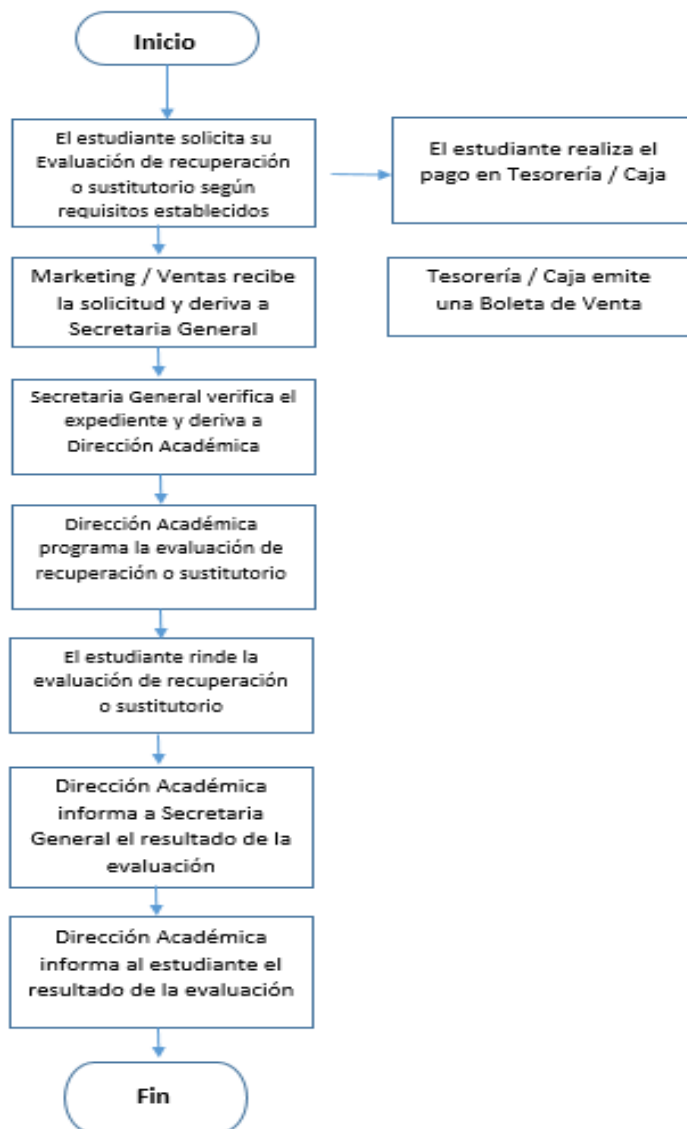 Inicio
El estudiante solicita su
Evaluación de recuperación
o sustitutorio según
requisitos establecidos
El estudiante realiza el
pago en Tesorería / Caja
Marketing / Ventas recibe
la solicitud y deriva a
Secretaria General
Tesorería / Caja emite
una Boleta de Venta
Secretaria General verifica el
expediente y deriva a
Dirección Académica
Dirección Académica
programa la evaluación de
recuperación o sustitutorio
El estudiante rinde la
evaluación de recuperación
o sustitutorio
Dirección Académica
informa a Secretaria
General el resultado de la
evaluación
Dirección Académica
informa al estudiante el
resultado de la evaluación
Fin